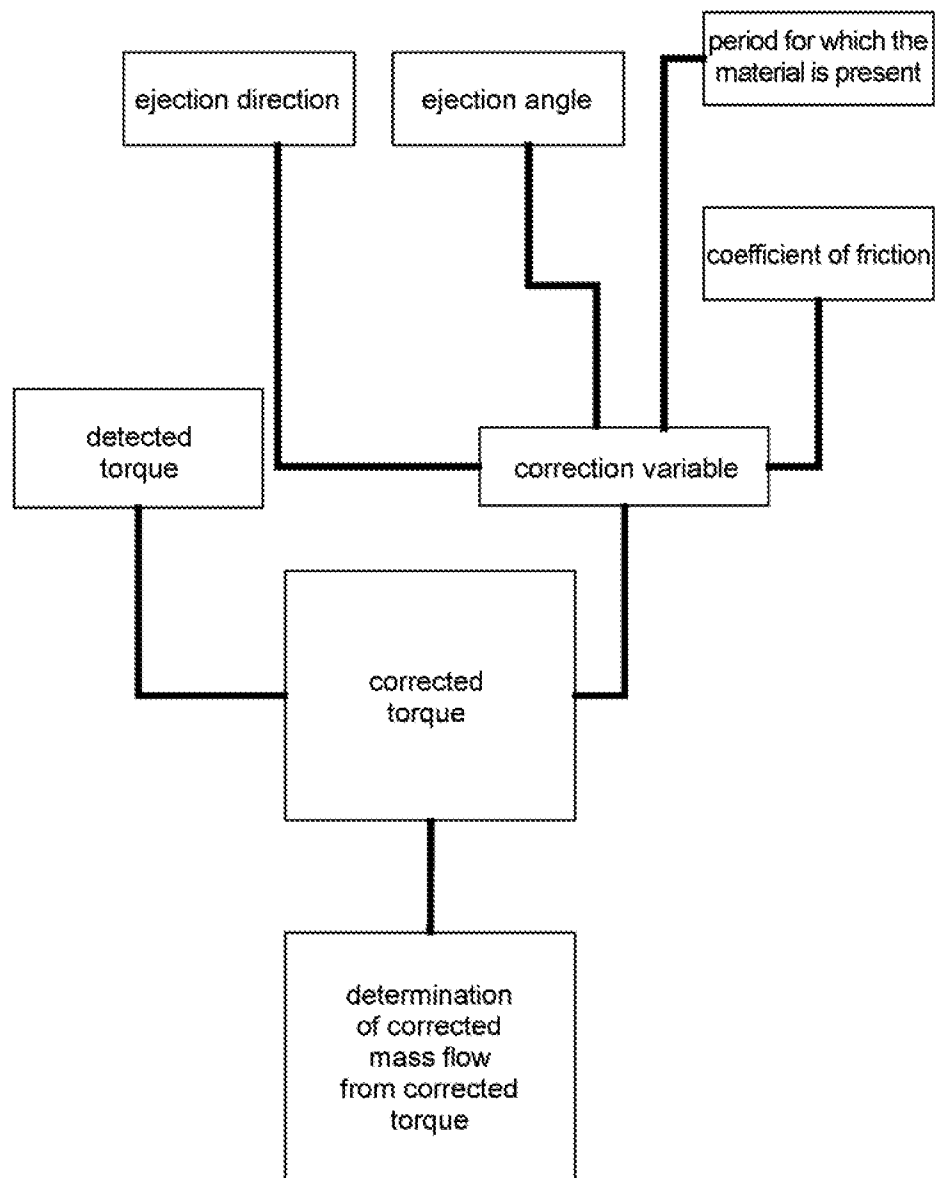 period for which the
material is present
ejection direction
ejection angle
coefficient of friction
detected
torque
correction variable
corrected
torque
determination
of corrected
mass flow
from corrected
torque